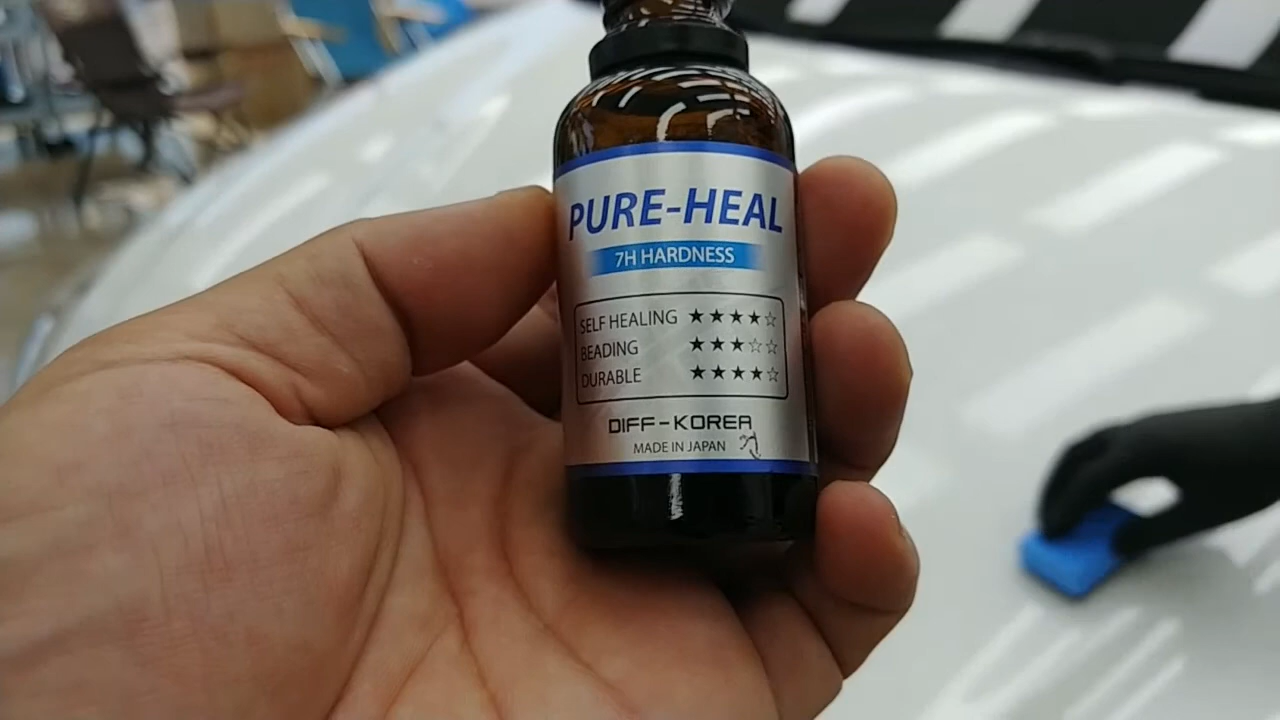 PURE-HEAL
7H HARDNESS
SELF HEALING ★★★★☆
BEADING ★★★☆☆
DURABLE ★★★★☆
DIFF-KOREA
MADE IN JAPAN